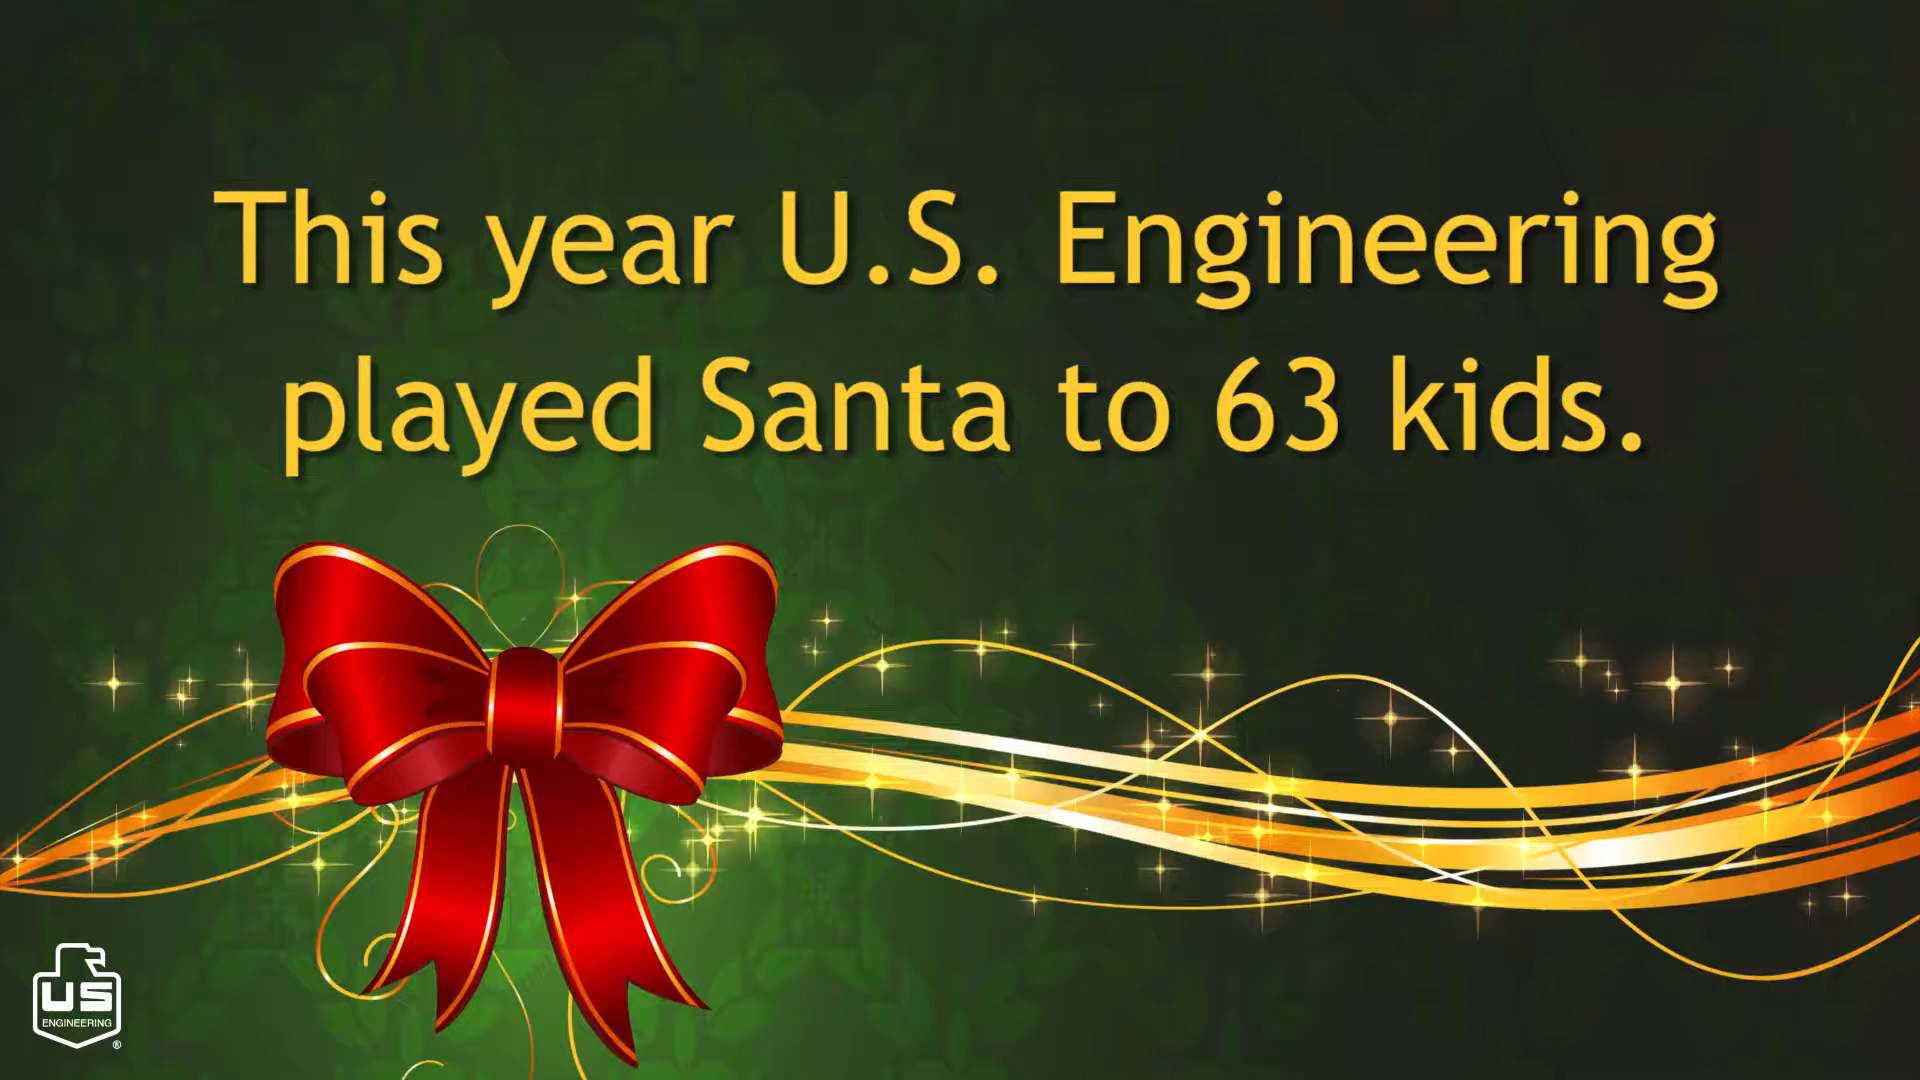 This year U.S. Engineering
played Santa to 63 kids.
US
ENGINEERING
®